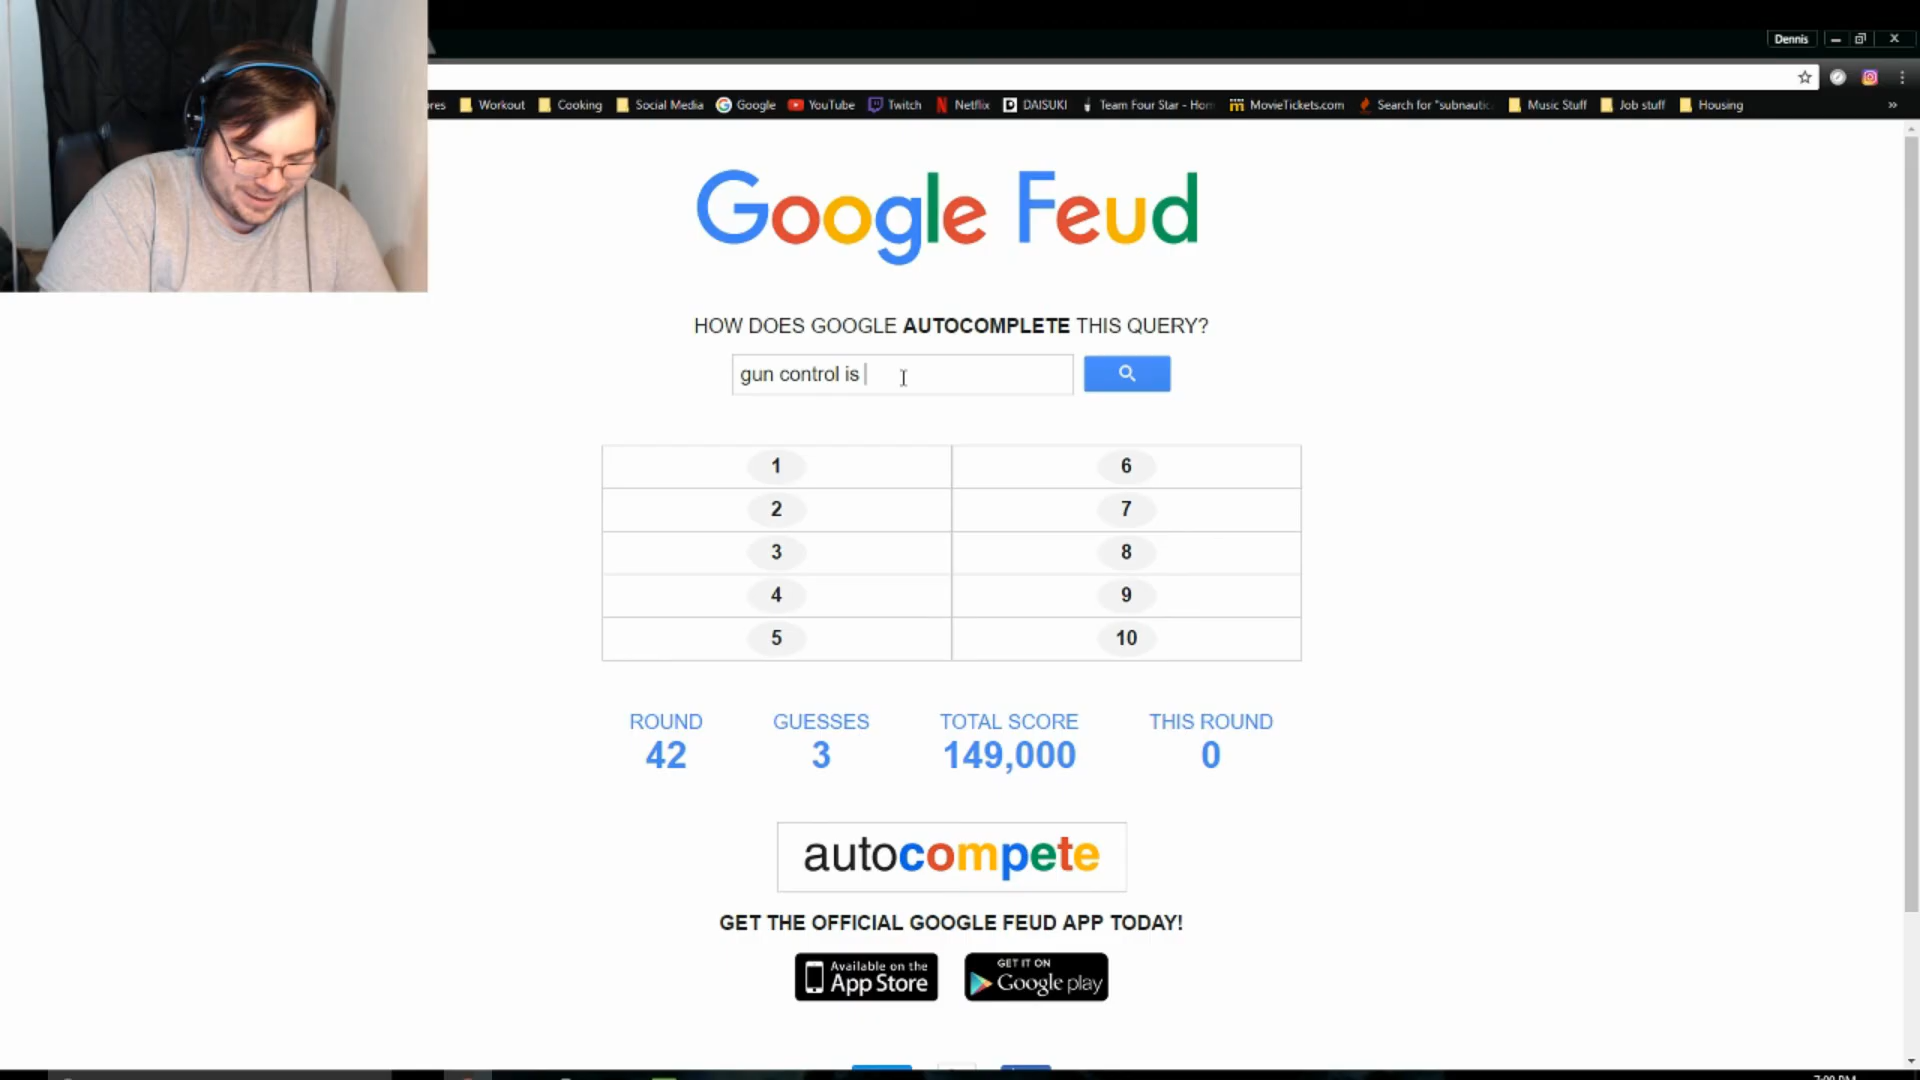 Dennis
res Workout Cooking Social Media Google YouTube Twitch Netflix DAISUKI Team Four Star - Hom MovieTickets.com Search for "subnautic Music Stuff Job stuff Housing »
Google Feud
HOW DOES GOOGLE AUTOCOMPLETE THIS QUERY?
gun control is
1 6
2 7
3 8
4 9
5 10
ROUND GUESSES TOTAL SCORE THIS ROUND
42 3 149,000 0
autocompete
GET THE OFFICIAL GOOGLE FEUD APP TODAY!
Available on the App Store
GET IT ON Google play